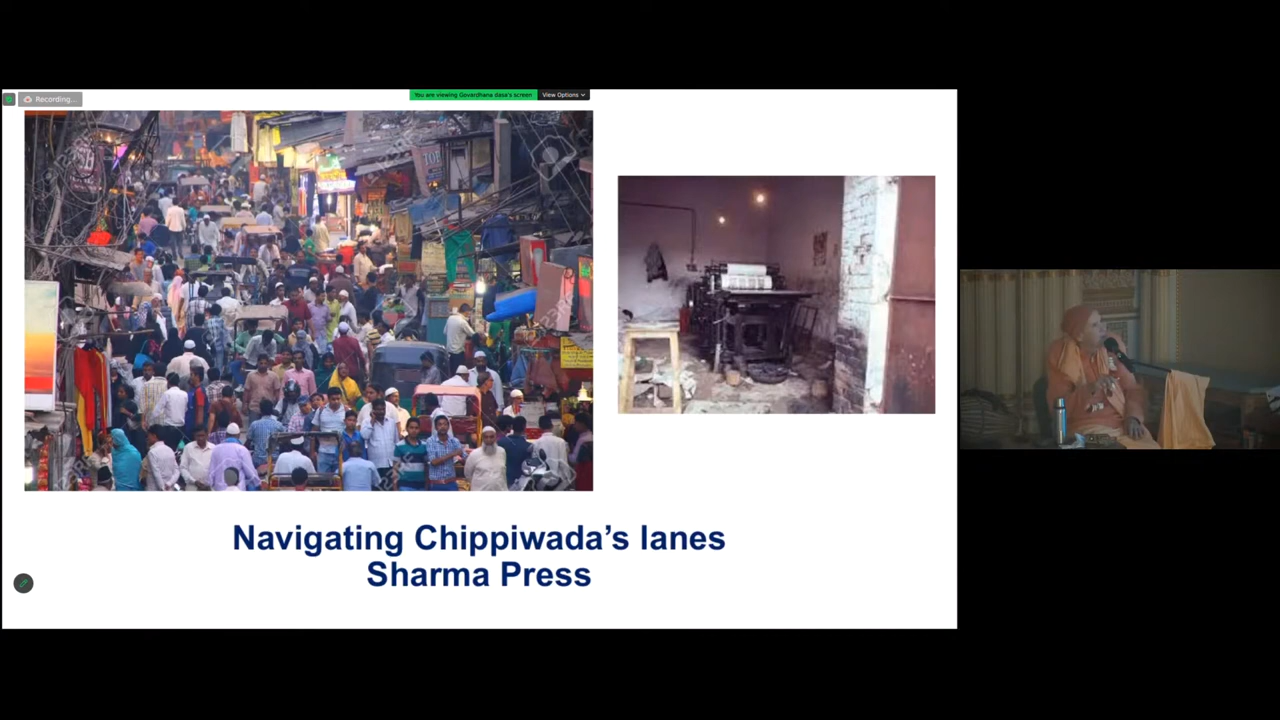 Recording...
You are viewing Govardhana dasa's screen
View Options
Navigating Chippiwada’s lanes
Sharma Press